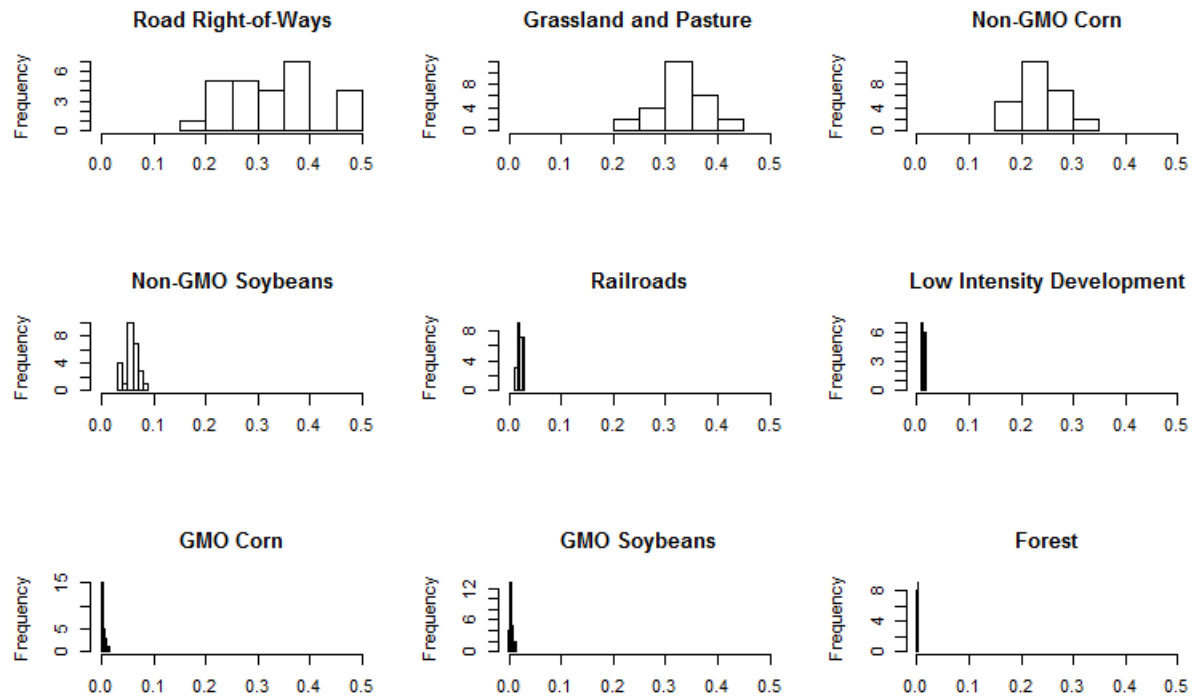 Road Right-of-Ways
Frequency
0 3 6
0.0 0.1 0.2 0.3 0.4 0.5
Grassland and Pasture
Frequency
0 4 8
0.0 0.1 0.2 0.3 0.4 0.5
Non-GMO Corn
Frequency
0 4 8
0.0 0.1 0.2 0.3 0.4 0.5
Non-GMO Soybeans
Frequency
0 4 8
0.0 0.1 0.2 0.3 0.4 0.5
Railroads
Frequency
0 4 8
0.0 0.1 0.2 0.3 0.4 0.5
Low Intensity Development
Frequency
0 3 6
0.0 0.1 0.2 0.3 0.4 0.5
GMO Corn
Frequency
0 5 15
0.0 0.1 0.2 0.3 0.4 0.5
GMO Soybeans
Frequency
0 6 12
0.0 0.1 0.2 0.3 0.4 0.5
Forest
Frequency
0 4 8
0.0 0.1 0.2 0.3 0.4 0.5